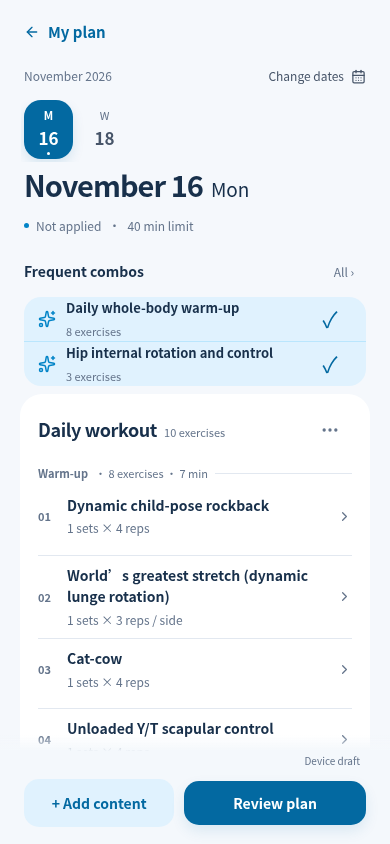 My plan
November 2026
Change dates
M
16
W
18
November 16 Mon
Not applied • 40 min limit
Frequent combos
All ›
Daily whole-body warm-up
8 exercises
Hip internal rotation and control
3 exercises
Daily workout 10 exercises
Warm-up • 8 exercises • 7 min
01
Dynamic child-pose rockback
1 sets × 4 reps
02
World’s greatest stretch (dynamic
lunge rotation)
1 sets × 3 reps / side
03
Cat-cow
1 sets × 4 reps
04
Unloaded Y/T scapular control
Device draft
+ Add content
Review plan